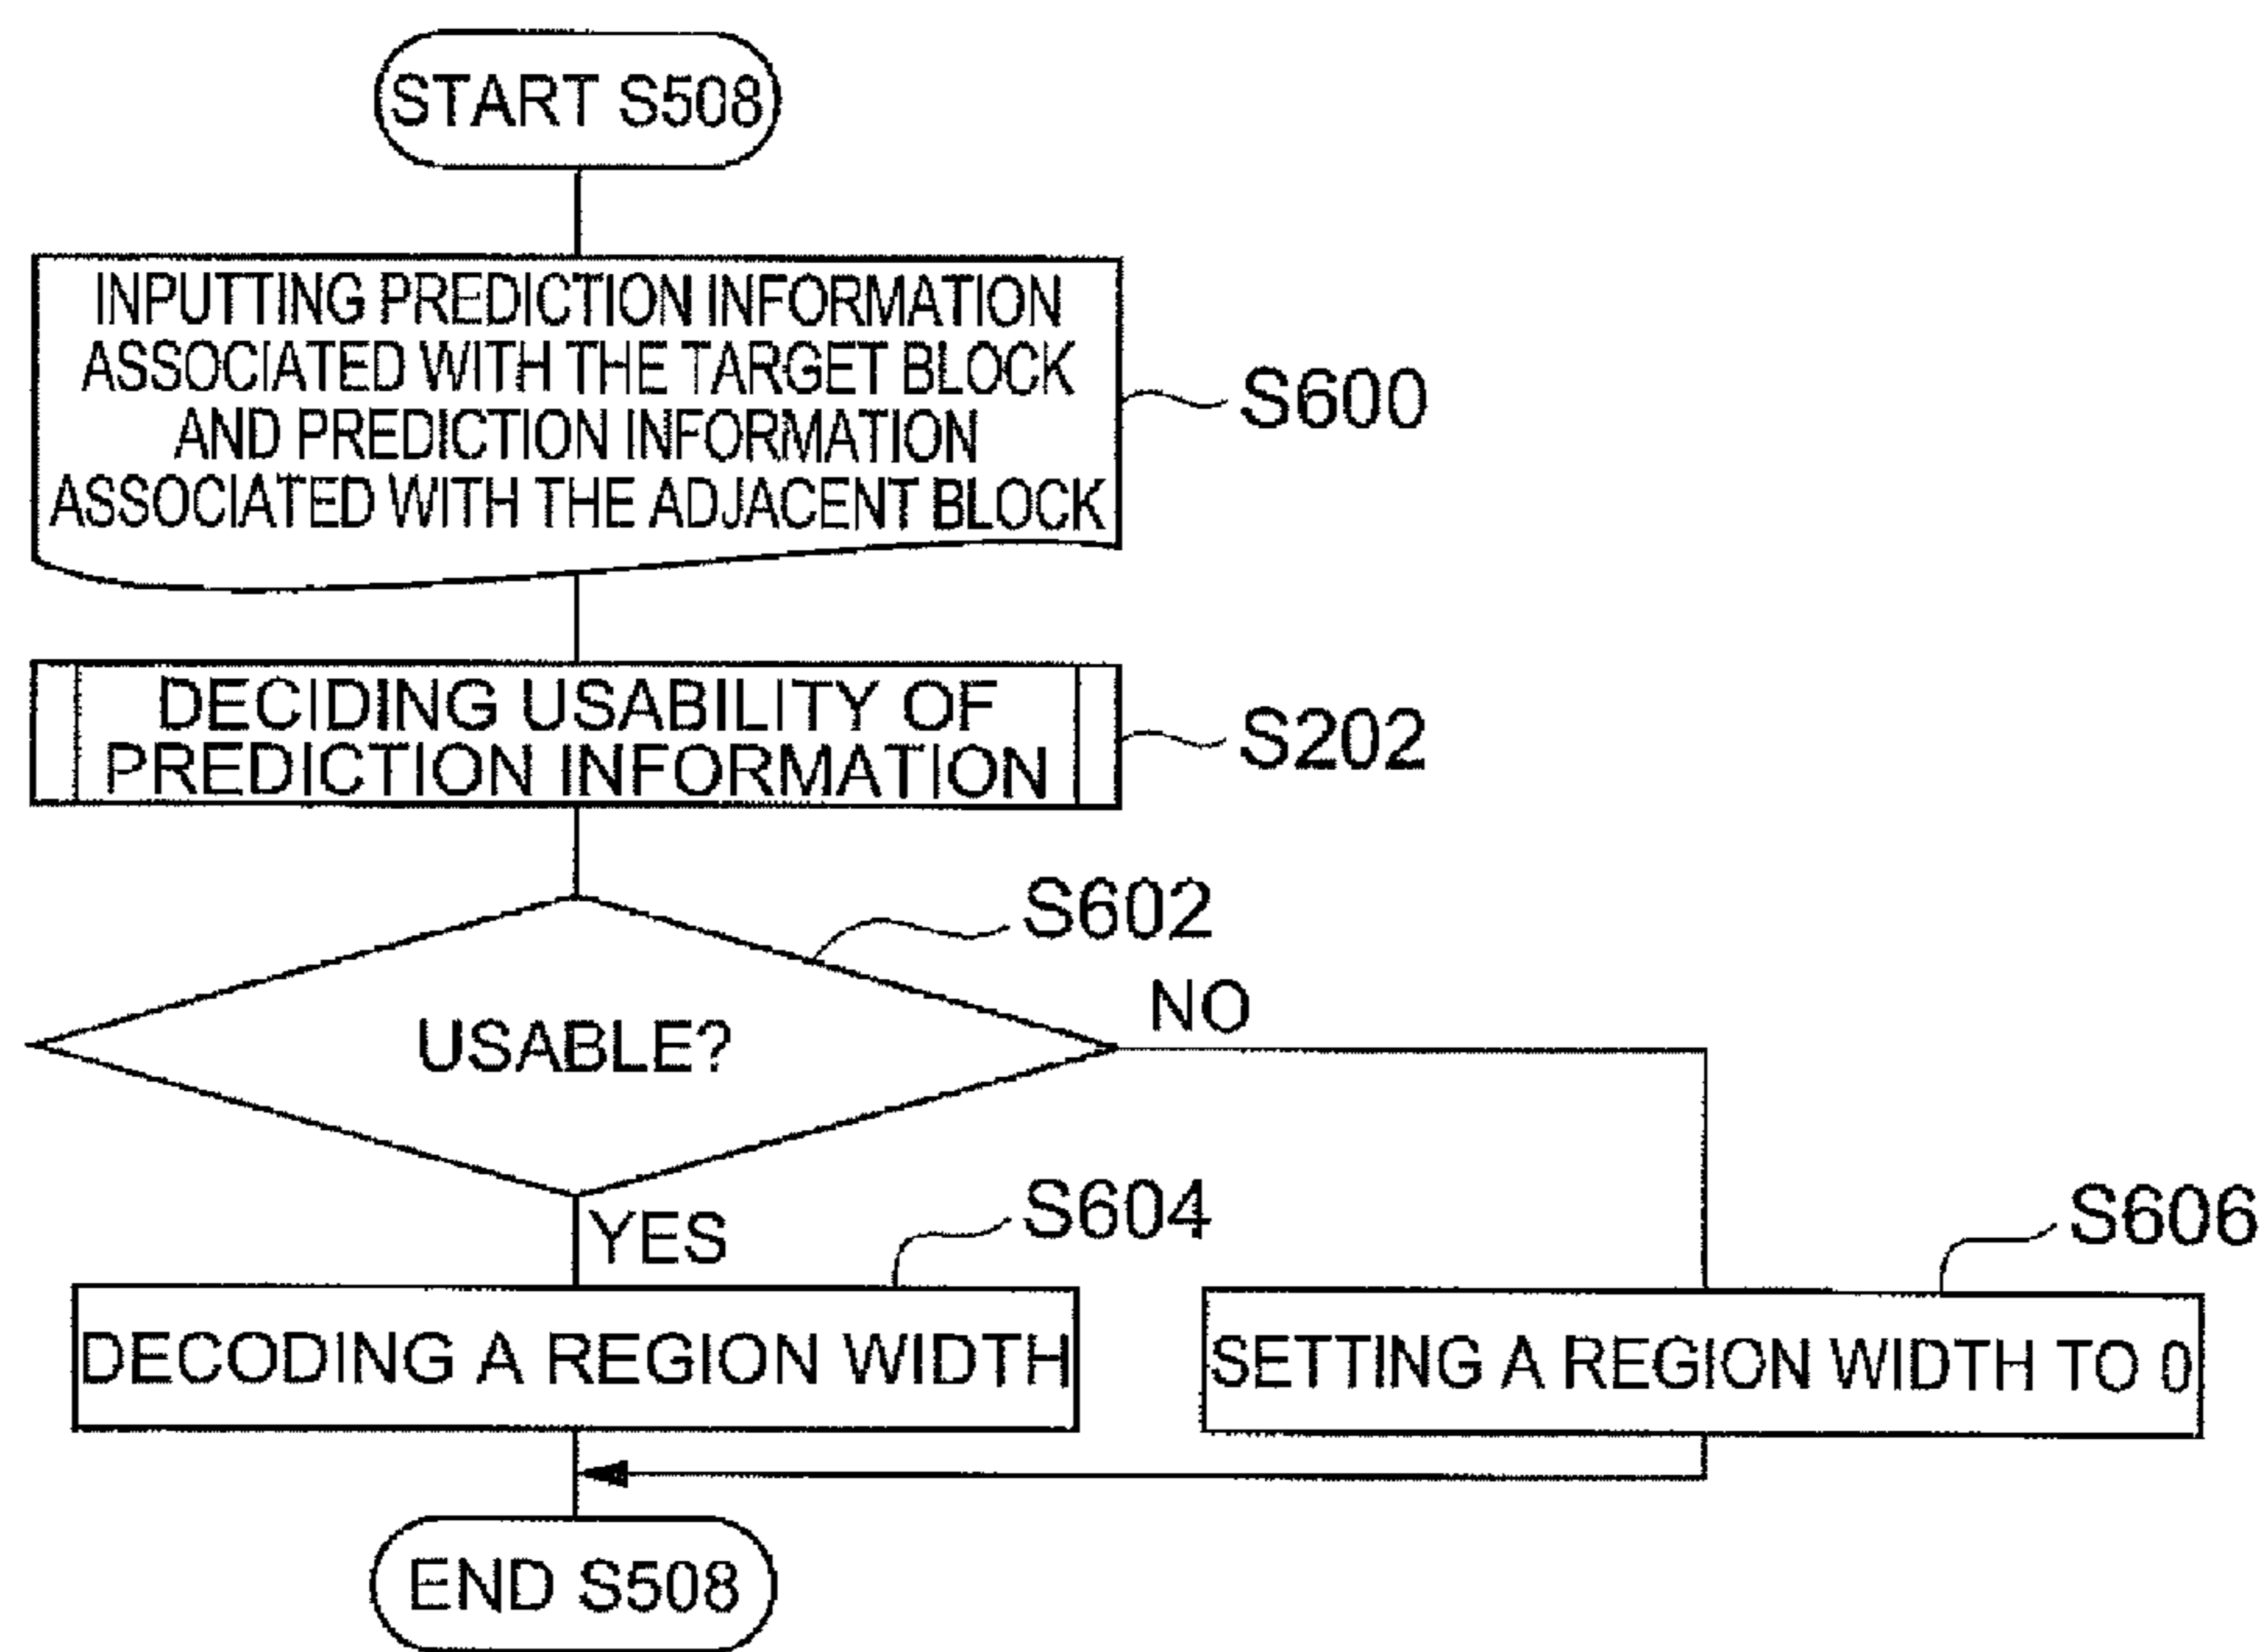 START S508
INPUTTING PREDICTION INFORMATION
ASSOCIATED WITH THE TARGET BLOCK
AND PREDICTION INFORMATION
ASSOCIATED WITH THE ADJACENT BLOCK
S600
DECIDING USABILITY OF
PREDICTION INFORMATION
S202
S602
USABLE?
NO
YES
S604
S606
DECODING A REGION WIDTH
SETTING A REGION WIDTH TO 0
END S508